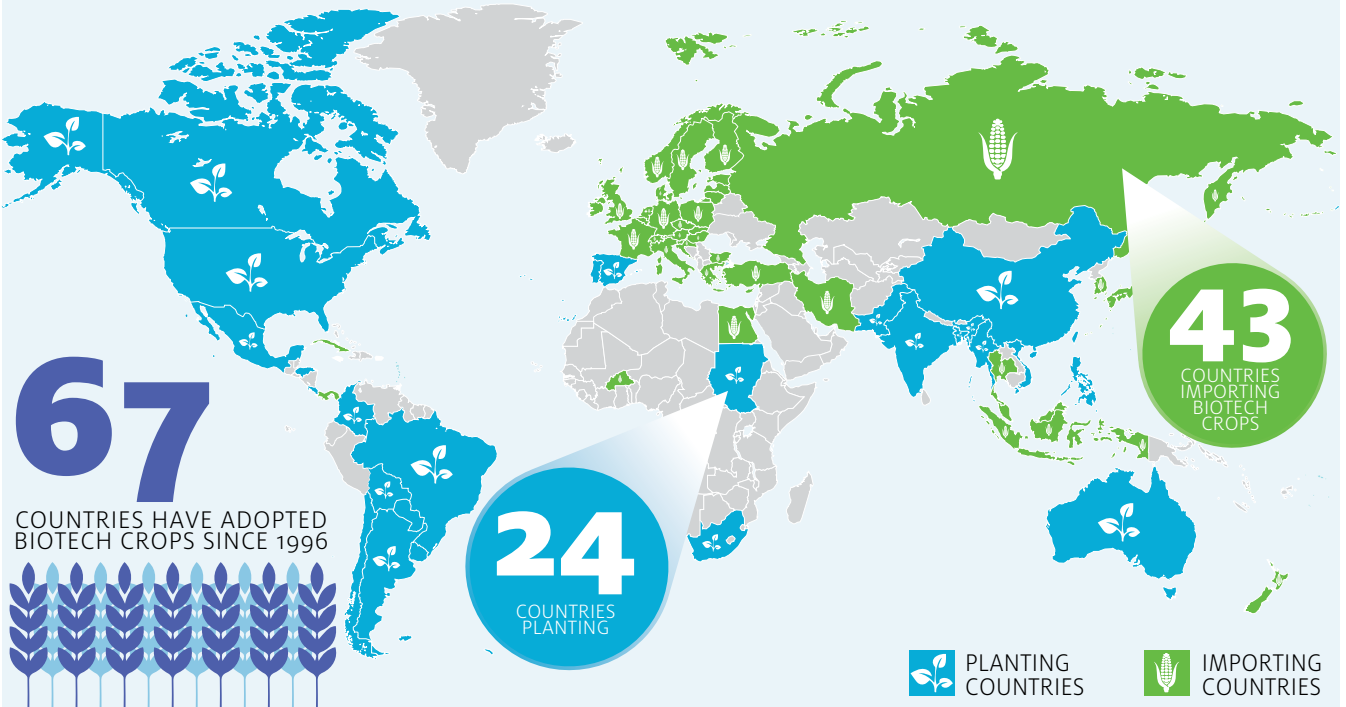 67
COUNTRIES HAVE ADOPTED
BIOTECH CROPS SINCE 1996
24
COUNTRIES
PLANTING
43
COUNTRIES
IMPORTING
BIOTECH
CROPS
PLANTING
COUNTRIES
IMPORTING
COUNTRIES